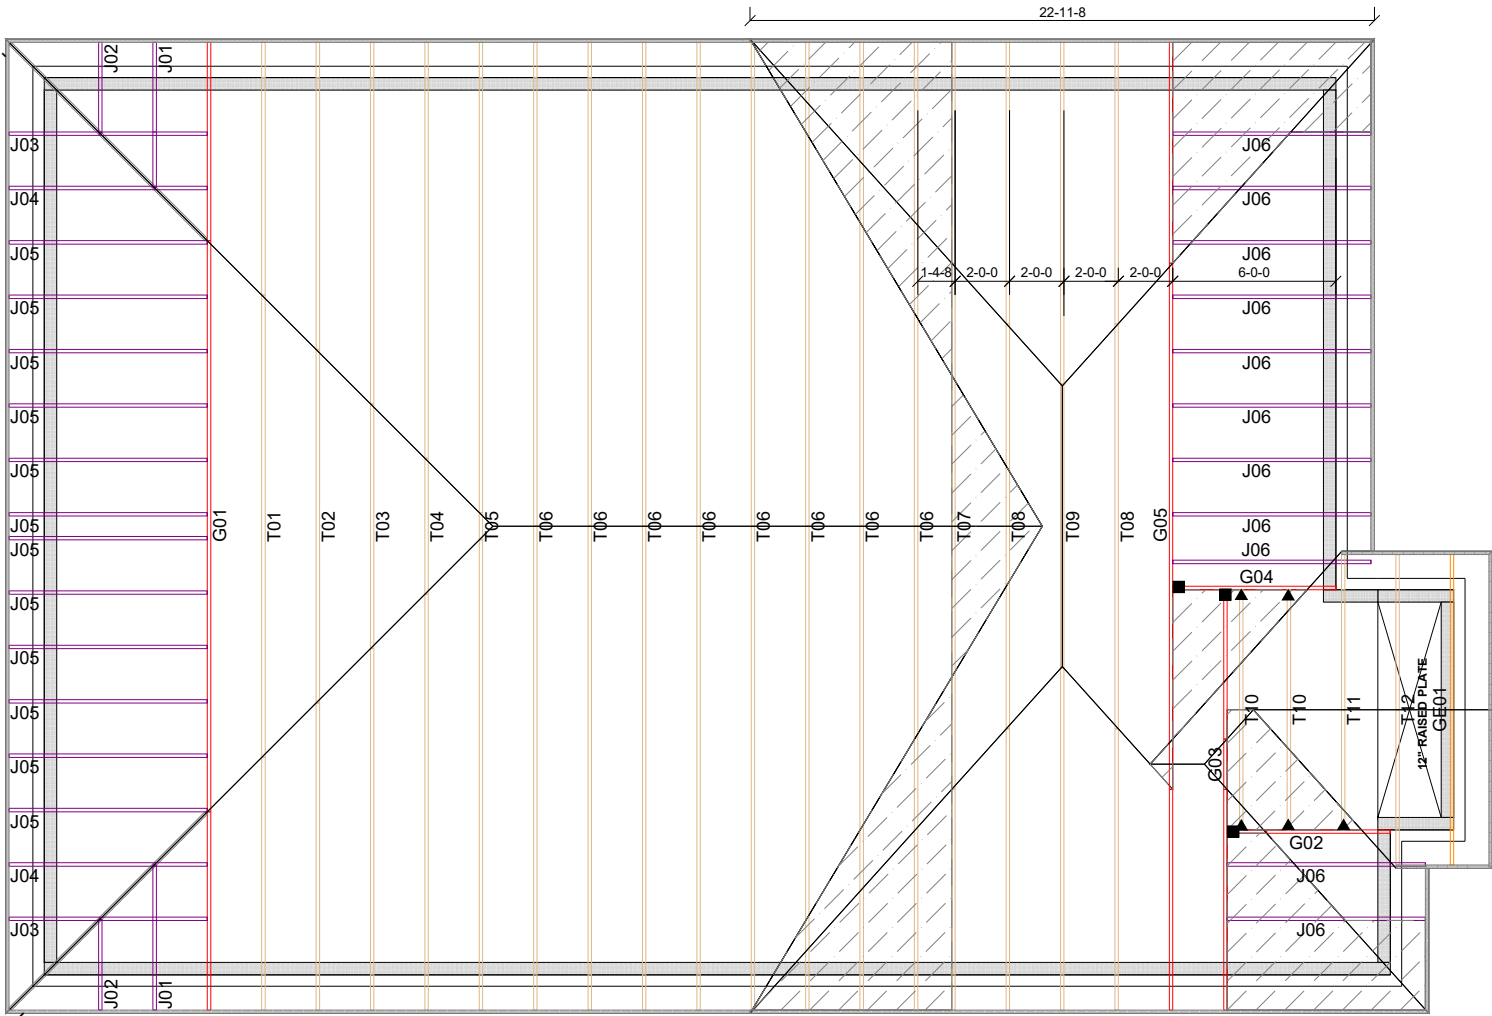 22-11-8
J02
J01
J03
J06
J04
J06
J05
J06
1-4-8
2-0-0
2-0-0
2-0-0
2-0-0
6-0-0
J05
J06
J05
J06
J05
J06
J05
J06
J05
J06
J05
J06
G01
T01
T02
T03
T04
T05
T06
T06
T06
T06
T06
T06
T06
T06
T07
T08
T09
T08
G05
G04
J05
J05
J05
J05
J05
T10
T10
T11
T12
12" RAISED PLATE
GE01
G03
G02
J04
J06
J03
J06
J02
J01